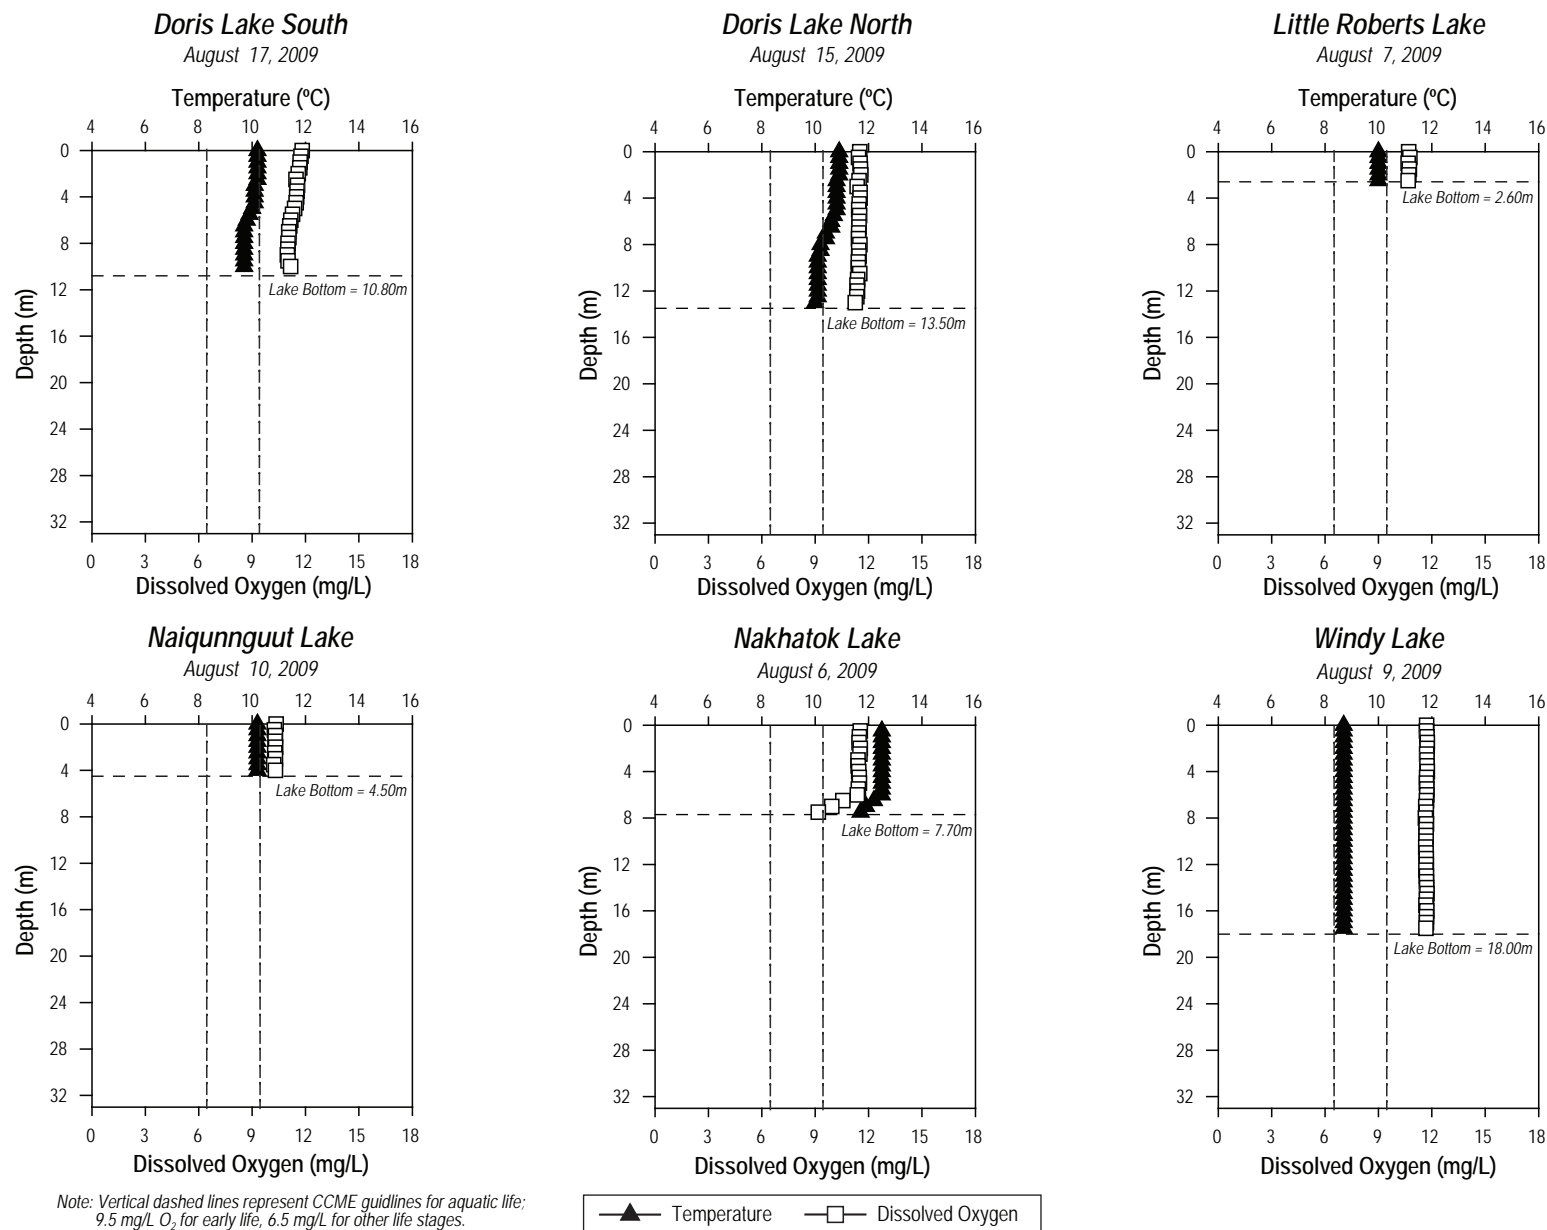 Doris Lake South
August 17, 2009
Temperature (ºC)
4 6 8 10 12 14 16
0
4
8
12
16
20
24
28
32
Depth (m)
Lake Bottom = 10.80m
0 3 6 9 12 15 18
Dissolved Oxygen (mg/L)
Doris Lake North
August 15, 2009
Temperature (ºC)
4 6 8 10 12 14 16
0
4
8
12
16
20
24
28
32
Depth (m)
Lake Bottom = 13.50m
0 3 6 9 12 15 18
Dissolved Oxygen (mg/L)
Little Roberts Lake
August 7, 2009
Temperature (ºC)
4 6 8 10 12 14 16
0
4
8
12
16
20
24
28
32
Depth (m)
Lake Bottom = 2.60m
0 3 6 9 12 15 18
Dissolved Oxygen (mg/L)
Naiqunnguut Lake
August 10, 2009
4 6 8 10 12 14 16
0
4
8
12
16
20
24
28
32
Depth (m)
Lake Bottom = 4.50m
0 3 6 9 12 15 18
Dissolved Oxygen (mg/L)
Nakhatok Lake
August 6, 2009
4 6 8 10 12 14 16
0
4
8
12
16
20
24
28
32
Depth (m)
Lake Bottom = 7.70m
0 3 6 9 12 15 18
Dissolved Oxygen (mg/L)
Windy Lake
August 9, 2009
4 6 8 10 12 14 16
0
4
8
12
16
20
24
28
32
Depth (m)
Lake Bottom = 18.00m
0 3 6 9 12 15 18
Dissolved Oxygen (mg/L)
Note: Vertical dashed lines represent CCME guidlines for aquatic life;
9.5 mg/L O₂ for early life, 6.5 mg/L for other life stages.
Temperature Dissolved Oxygen